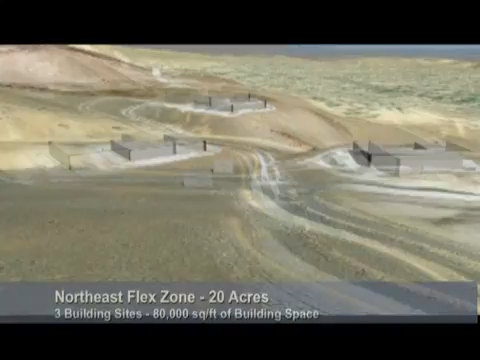 Northeast Flex Zone - 20 Acres
3 Building Sites - 80,000 sq/ft of Building Space